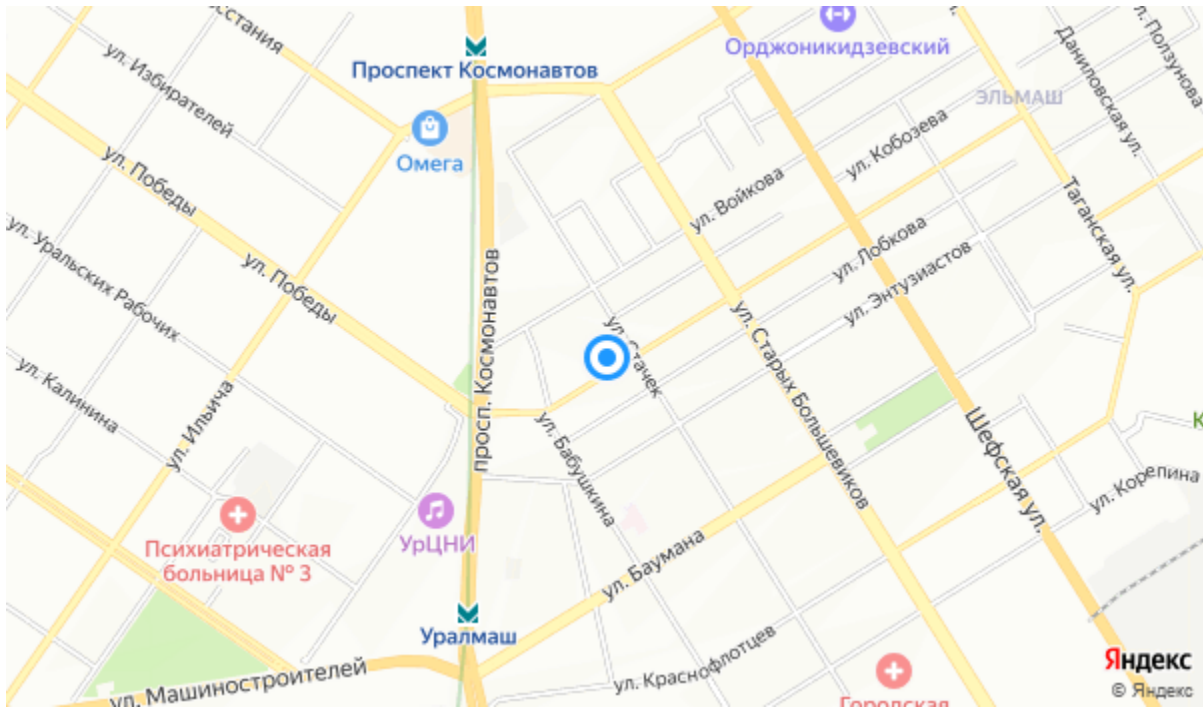 Восстания
ул. Избирателей
ул. Победы
ул. Уральских Рабочих
ул. Победы
ул. Калинина
ул. Ильича
Психиатрическая
больница № 3
ул. Машиностроителей
Проспект Космонавтов
Омега
просп. Космонавтов
УрЦНИ
Уралмаш
ул. Стачек
ул. Бабушкина
ул. Баумана
ул. Краснофлотцев
Орджоникидзевский
ЭЛЬМАШ
ул. Войкова
ул. Кобозева
ул. Лобкова
ул. Энтузиастов
ул. Старых Большевиков
Даниловская ул.
ул. Ползунова
Таганская ул.
Шефская ул.
ул. Корепина
К
Городская
Яндекс
© Яндекс